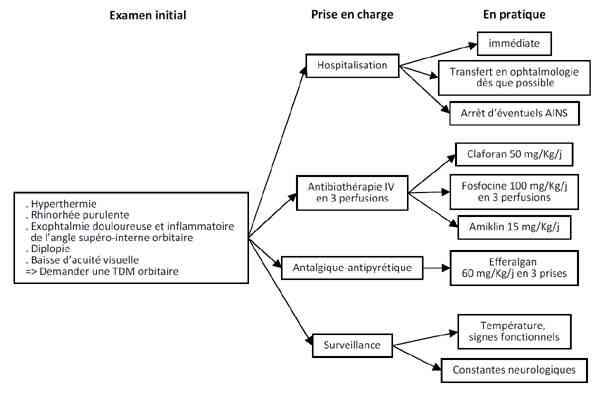 Examen initial
Prise en charge
En pratique
. Hyperthermie
. Rhinorhée purulente
. Exophtalmie douloureuse et inflammatoire
de l'angle supéro-interne orbitaire
. Diplopie
. Baisse d'acuité visuelle
=> Demander une TDM orbitaire
Hospitalisation
immédiate
Transfert en ophtalmologie
dès que possible
Arrêt d'éventuels AINS
Antibiothérapie IV
en 3 perfusions
Claforan 50 mg/Kg/j
Fosfocine 100 mg/Kg/j
en 3 perfusions
Amiklin 15 mg/Kg/j
Antalgique-antipyrétique
Efferalgan
60 mg/Kg/j en 3 prises
Surveillance
Température,
signes fonctionnels
Constantes neurologiques